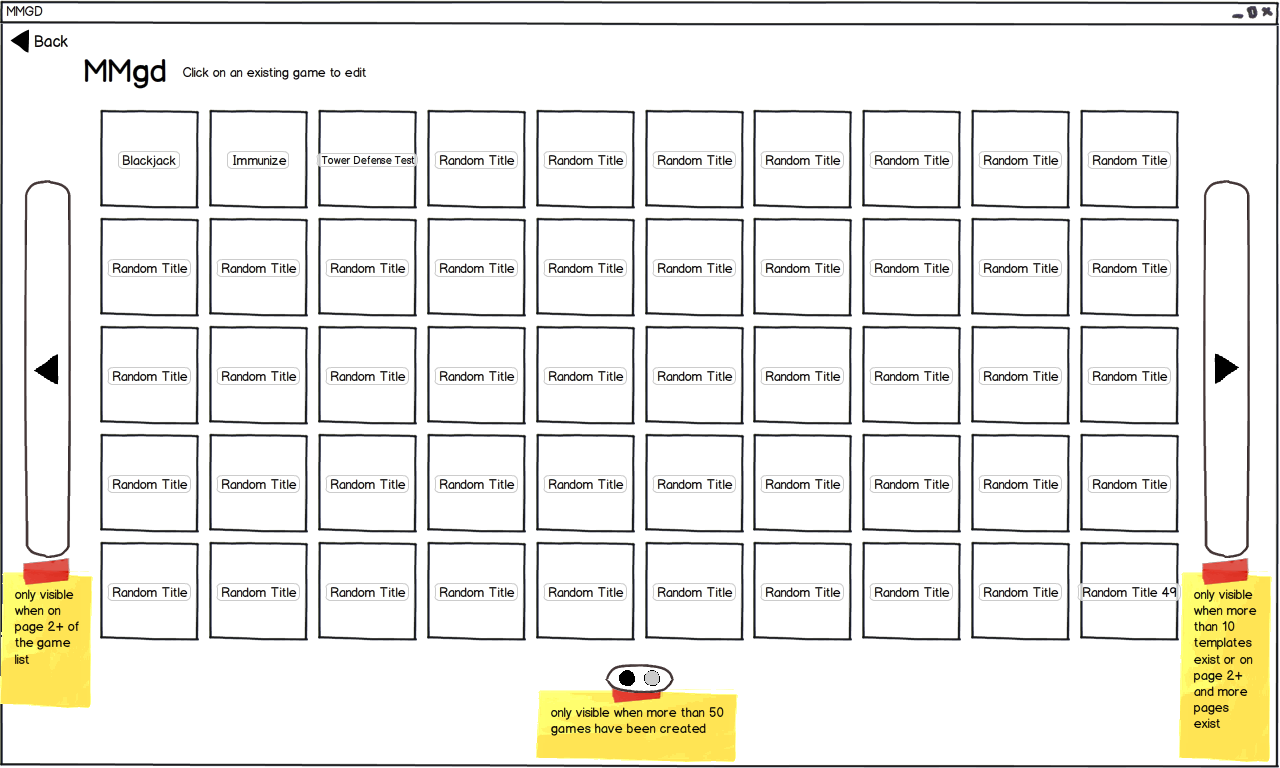 MMGD
Back
MMgd Click on an existing game to edit
Blackjack Immunize Tower Defense Test Random Title Random Title Random Title Random Title Random Title Random Title Random Title
Random Title Random Title Random Title Random Title Random Title Random Title Random Title Random Title Random Title Random Title
Random Title Random Title Random Title Random Title Random Title Random Title Random Title Random Title Random Title Random Title
Random Title Random Title Random Title Random Title Random Title Random Title Random Title Random Title Random Title Random Title
Random Title Random Title Random Title Random Title Random Title Random Title Random Title Random Title Random Title Random Title 49
only visible
when on
page 2+ of
the game
list
only visible when more than 50
games have been created
only visible
when more
than 10
templates
exist or on
page 2+
and more
pages
exist